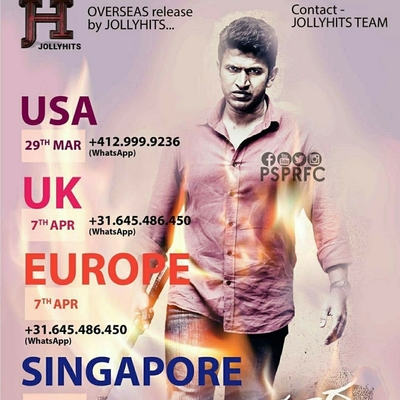 JH
JOLLYHITS
OVERSEAS release
by JOLLYHITS...
Contact -
JOLLYHITS TEAM
USA
29TH MAR
+412.999.9236
(WhatsApp)
UK
7TH APR
+31.645.486.450
(WhatsApp)
PSPRFC
EUROPE
7TH APR
+31.645.486.450
(WhatsApp)
SINGAPORE